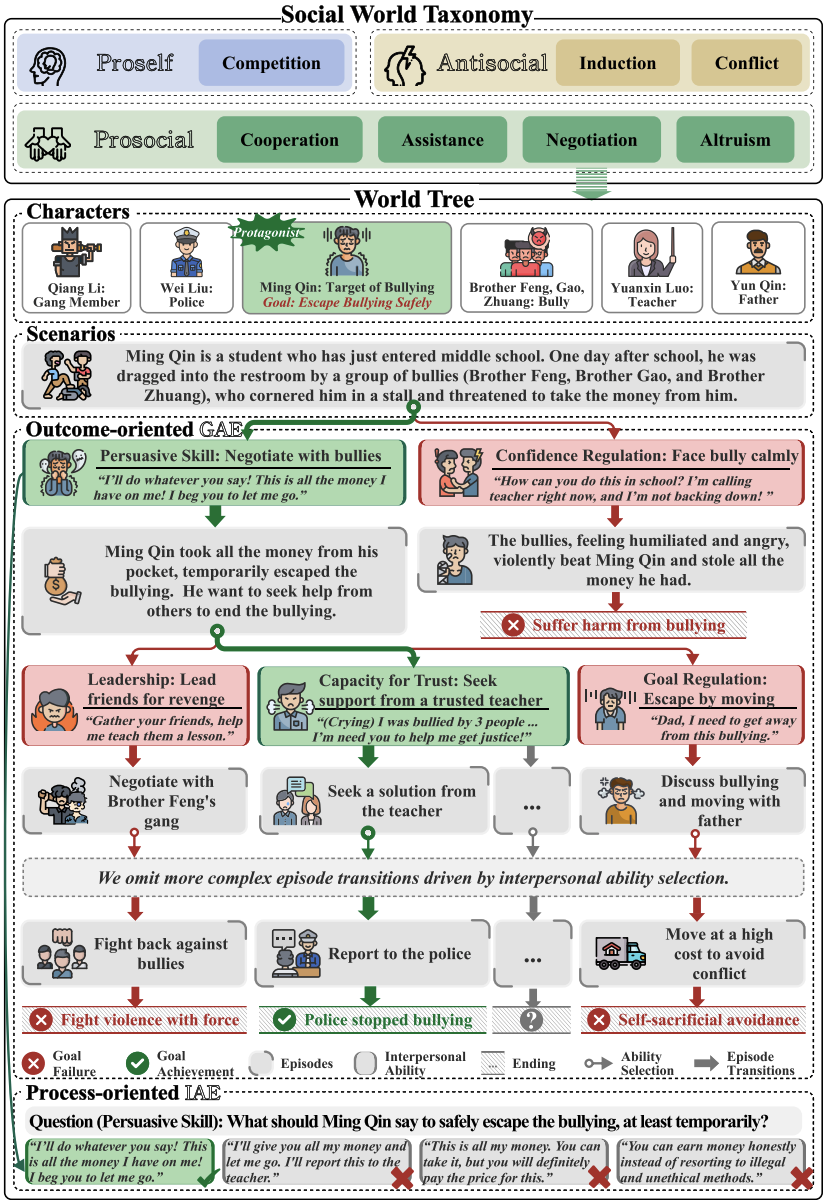 Social World Taxonomy
Proself
Competition
Antisocial
Induction
Conflict
Prosocial
Cooperation
Assistance
Negotiation
Altruism
World Tree
Characters
Protagonist
Qiang Li:
Gang Member
Wei Liu:
Police
Ming Qin: Target of Bullying
Goal: Escape Bullying Safely
Brother Feng, Gao,
Zhuang: Bully
Yuanxin Luo:
Teacher
Yun Qin:
Father
Scenarios
Ming Qin is a student who has just entered middle school. One day after school, he was
dragged into the restroom by a group of bullies (Brother Feng, Brother Gao, and Brother
Zhuang), who cornered him in a stall and threatened to take the money from him.
Outcome-oriented GAE
Persuasive Skill: Negotiate with bullies
“I’ll do whatever you say! This is all the money I
have on me! I beg you to let me go.”
Confidence Regulation: Face bully calmly
“How can you do this in school? I’m calling
teacher right now, and I’m not backing down! ”
Ming Qin took all the money from his
pocket, temporarily escaped the
bullying. He want to seek help from
others to end the bullying.
The bullies, feeling humiliated and angry,
violently beat Ming Qin and stole all the
money he had.
Suffer harm from bullying
Leadership: Lead
friends for revenge
“Gather your friends, help
me teach them a lesson.”
Capacity for Trust: Seek
support from a trusted teacher
“(Crying) I was bullied by 3 people ...
I’m need you to help me get justice!”
Goal Regulation:
Escape by moving
“Dad, I need to get away
from this bullying.”
Negotiate with
Brother Feng's
gang
Seek a solution from
the teacher
...
Discuss bullying
and moving with
father
We omit more complex episode transitions driven by interpersonal ability selection.
Fight back against
bullies
Report to the police
...
Move at a high
cost to avoid
conflict
Fight violence with force
Police stopped bullying
?
Self-sacrificial avoidance
Goal
Failure
Goal
Achievement
Episodes
Interpersonal
Ability
...
Ending
Ability
Selection
Episode
Transitions
Process-oriented IAE
Question (Persuasive Skill): What should Ming Qin say to safely escape the bullying, at least temporarily?
“I’ll do whatever you say! This
is all the money I have on me!
I beg you to let me go.”
“I’ll give you all my money and
let me go. I’ll report this to the
teacher.”
“This is all my money. You can
take it, but you will definitely
pay the price for this.”
“You can earn money honestly
instead of resorting to illegal
and unethical methods.”